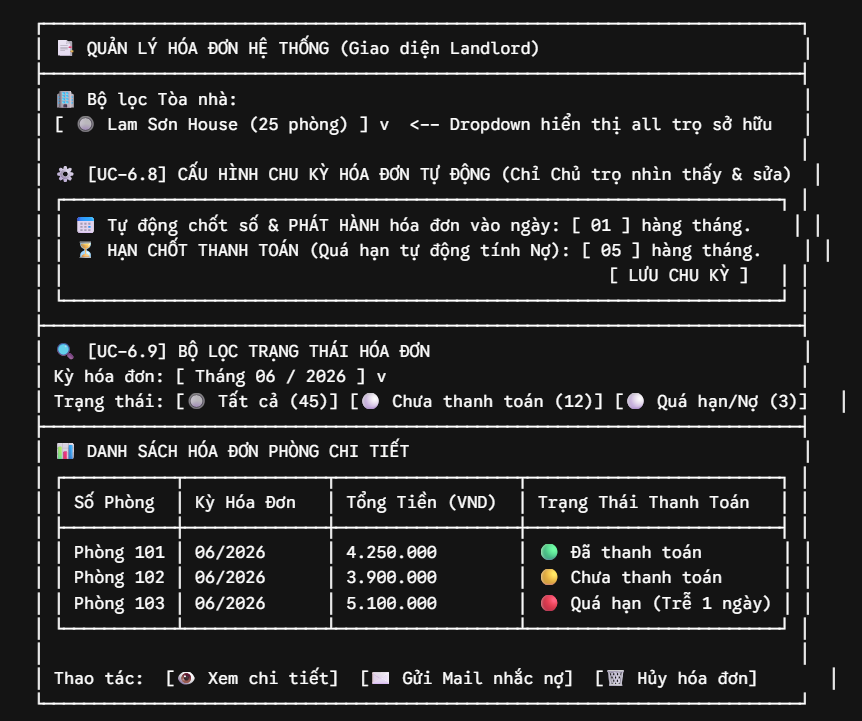 📑 QUẢN LÝ HÓA ĐƠN HỆ THỐNG (Giao diện Landlord)
🏢 Bộ lọc Tòa nhà:
[ 🔘 Lam Sơn House (25 phòng) ] v <-- Dropdown hiển thị all trọ sở hữu
⚙️ [UC-6.8] CẤU HÌNH CHU KỲ HÓA ĐƠN TỰ ĐỘNG (Chỉ Chủ trọ nhìn thấy & sửa)
📅 Tự động chốt số & PHÁT HÀNH hóa đơn vào ngày: [ 01 ] hàng tháng.
⏳ HẠN CHỐT THANH TOÁN (Quá hạn tự động tính Nợ): [ 05 ] hàng tháng.
[ LƯU CHU KỲ ]
🔍 [UC-6.9] BỘ LỌC TRẠNG THÁI HÓA ĐƠN
Kỳ hóa đơn: [ Tháng 06 / 2026 ] v
Trạng thái: [🔘 Tất cả (45)] [⚪ Chưa thanh toán (12)] [⚪ Quá hạn/Nợ (3)]
📊 DANH SÁCH HÓA ĐƠN PHÒNG CHI TIẾT
Số Phòng | Kỳ Hóa Đơn | Tổng Tiền (VND) | Trạng Thái Thanh Toán
Phòng 101 | 06/2026 | 4.250.000 | 🟢 Đã thanh toán
Phòng 102 | 06/2026 | 3.900.000 | 🟡 Chưa thanh toán
Phòng 103 | 06/2026 | 5.100.000 | 🔴 Quá hạn (Trễ 1 ngày)
Thao tác: [👁️ Xem chi tiết] [✉️ Gửi Mail nhắc nợ] [🗑️ Hủy hóa đơn]